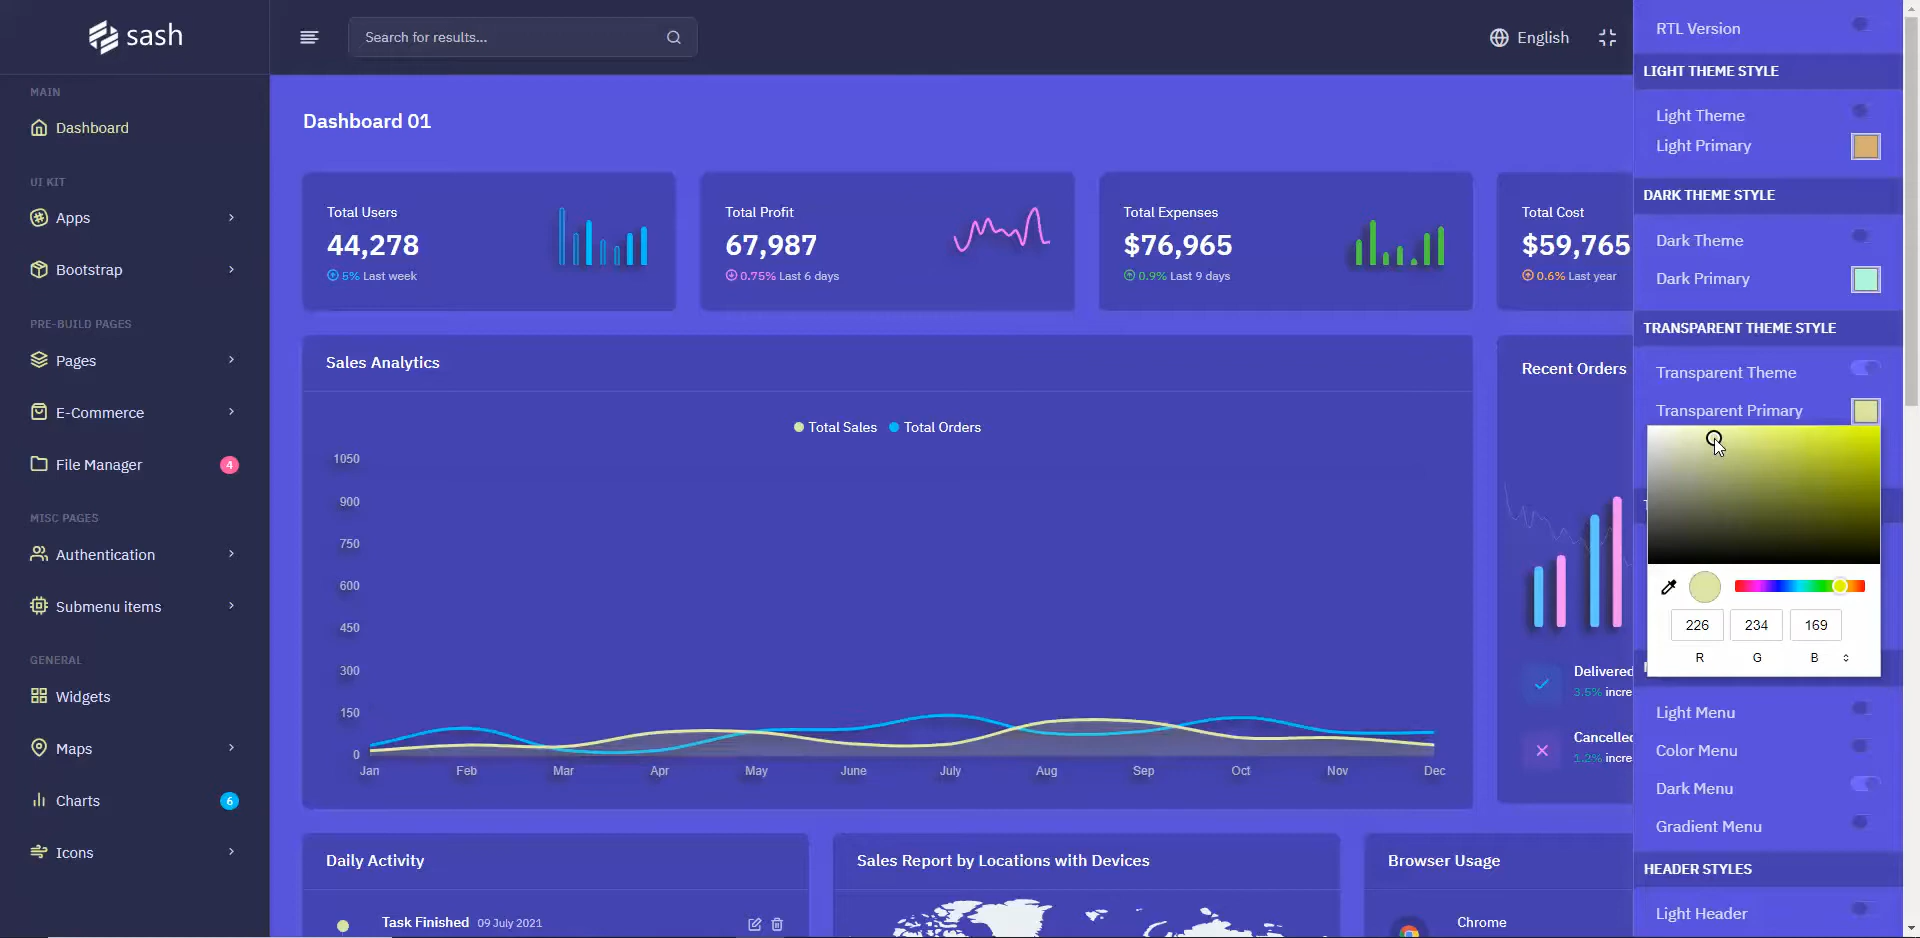 sash
Search for results...
English
MAIN
Dashboard
UI KIT
Apps
Bootstrap
PRE-BUILD PAGES
Pages
E-Commerce
File Manager
4
MISC PAGES
Authentication
Submenu items
GENERAL
Widgets
Maps
Charts
6
Icons
Dashboard 01
Total Users
44,278
5% Last week
Total Profit
67,987
0.75% Last 6 days
Total Expenses
$76,965
0.9% Last 9 days
Total Cost
$59,765
0.6% Last year
Sales Analytics
Total Sales
Total Orders
1050
900
750
600
450
300
150
0
Jan Feb Mar Apr May June July Aug Sep Oct Nov Dec
Recent Orders
Delivered
3.5% incre
Cancelled
1.2% incre
Daily Activity
Task Finished 09 July 2021
Sales Report by Locations with Devices
Browser Usage
Chrome
RTL Version
LIGHT THEME STYLE
Light Theme
Light Primary
DARK THEME STYLE
Dark Theme
Dark Primary
TRANSPARENT THEME STYLE
Transparent Theme
Transparent Primary
226 234 169
R G B
Light Menu
Color Menu
Dark Menu
Gradient Menu
HEADER STYLES
Light Header